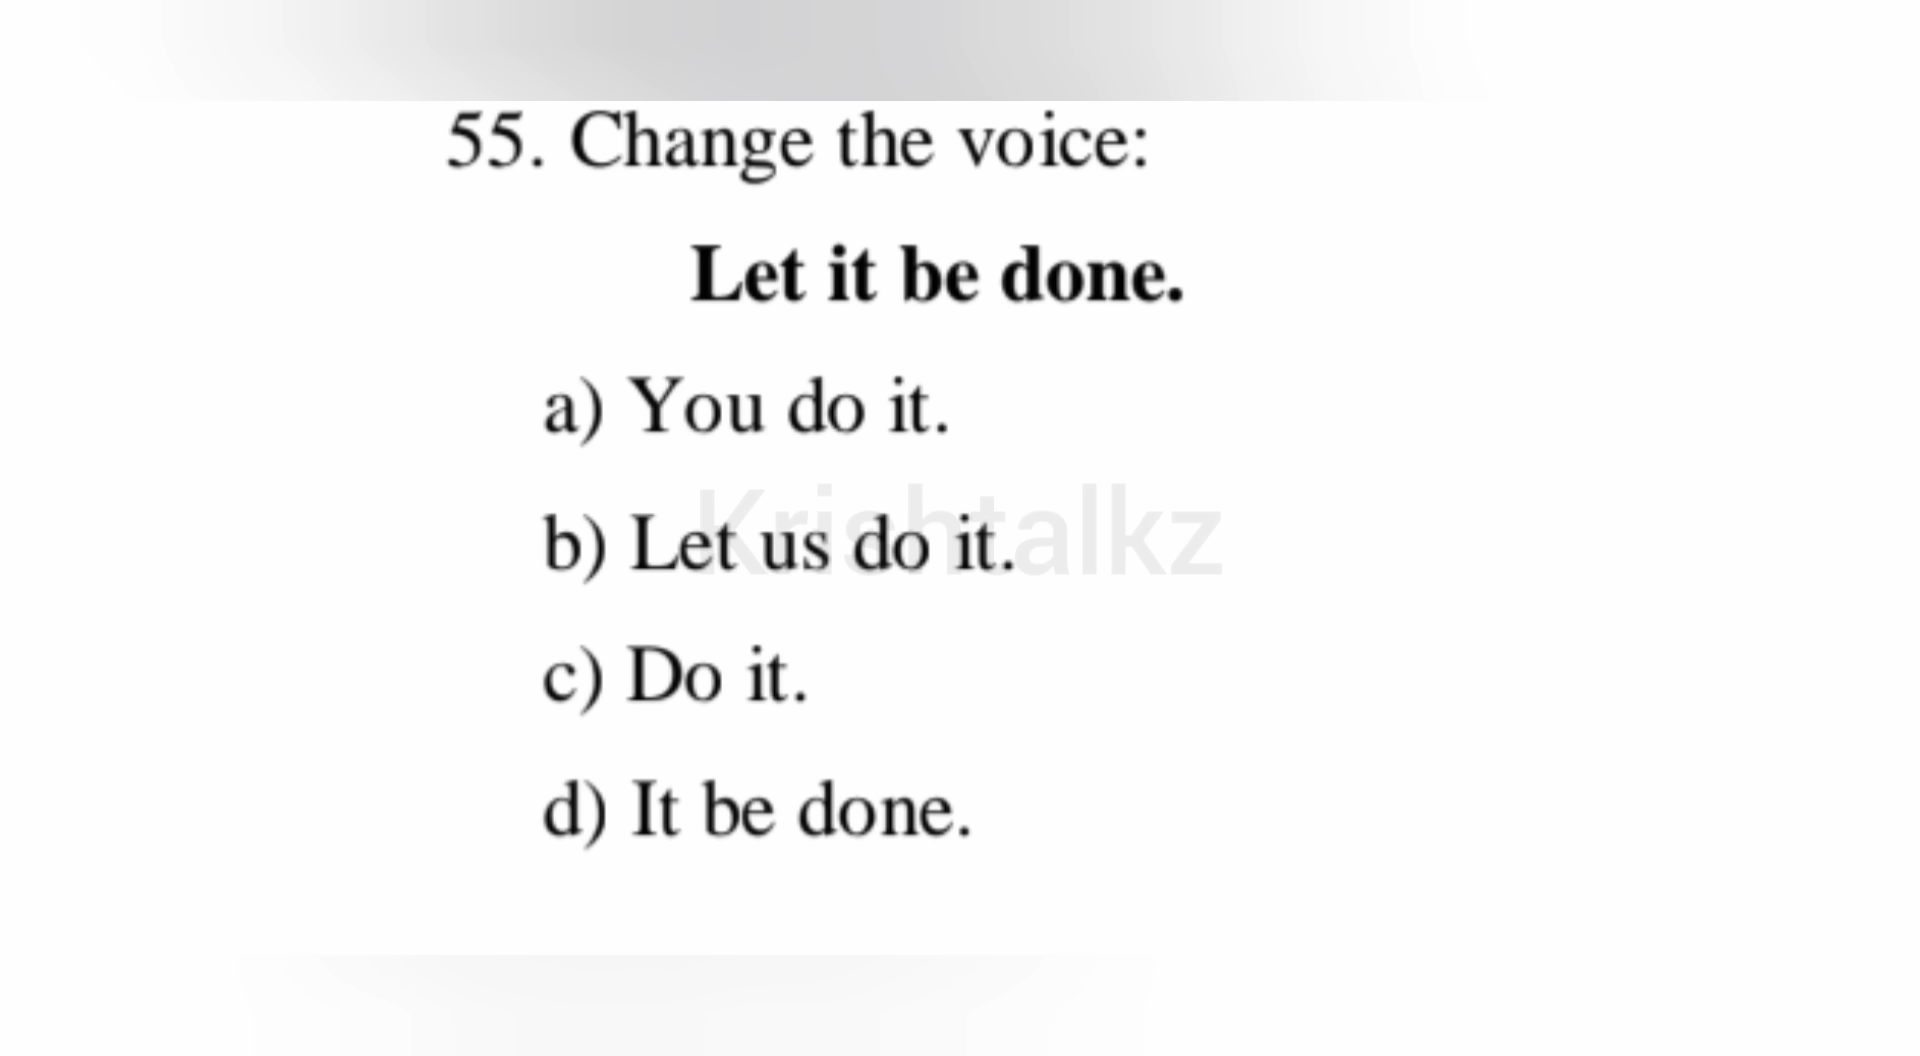 55. Change the voice:
Let it be done.
a) You do it.
b) Let us do it.
Krishtalkz
c) Do it.
d) It be done.